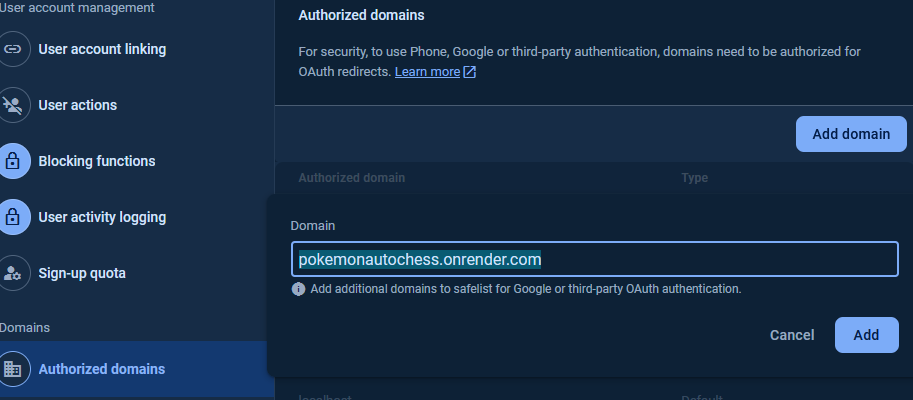 User account management
User account linking
User actions
Blocking functions
User activity logging
Sign-up quota
Domains
Authorized domains
Authorized domains
For security, to use Phone, Google or third-party authentication, domains need to be authorized for
OAuth redirects. Learn more
Add domain
Authorized domain Type
Domain
pokemonautochess.onrender.com
Add additional domains to safelist for Google or third-party OAuth authentication.
Cancel Add
localhost Default